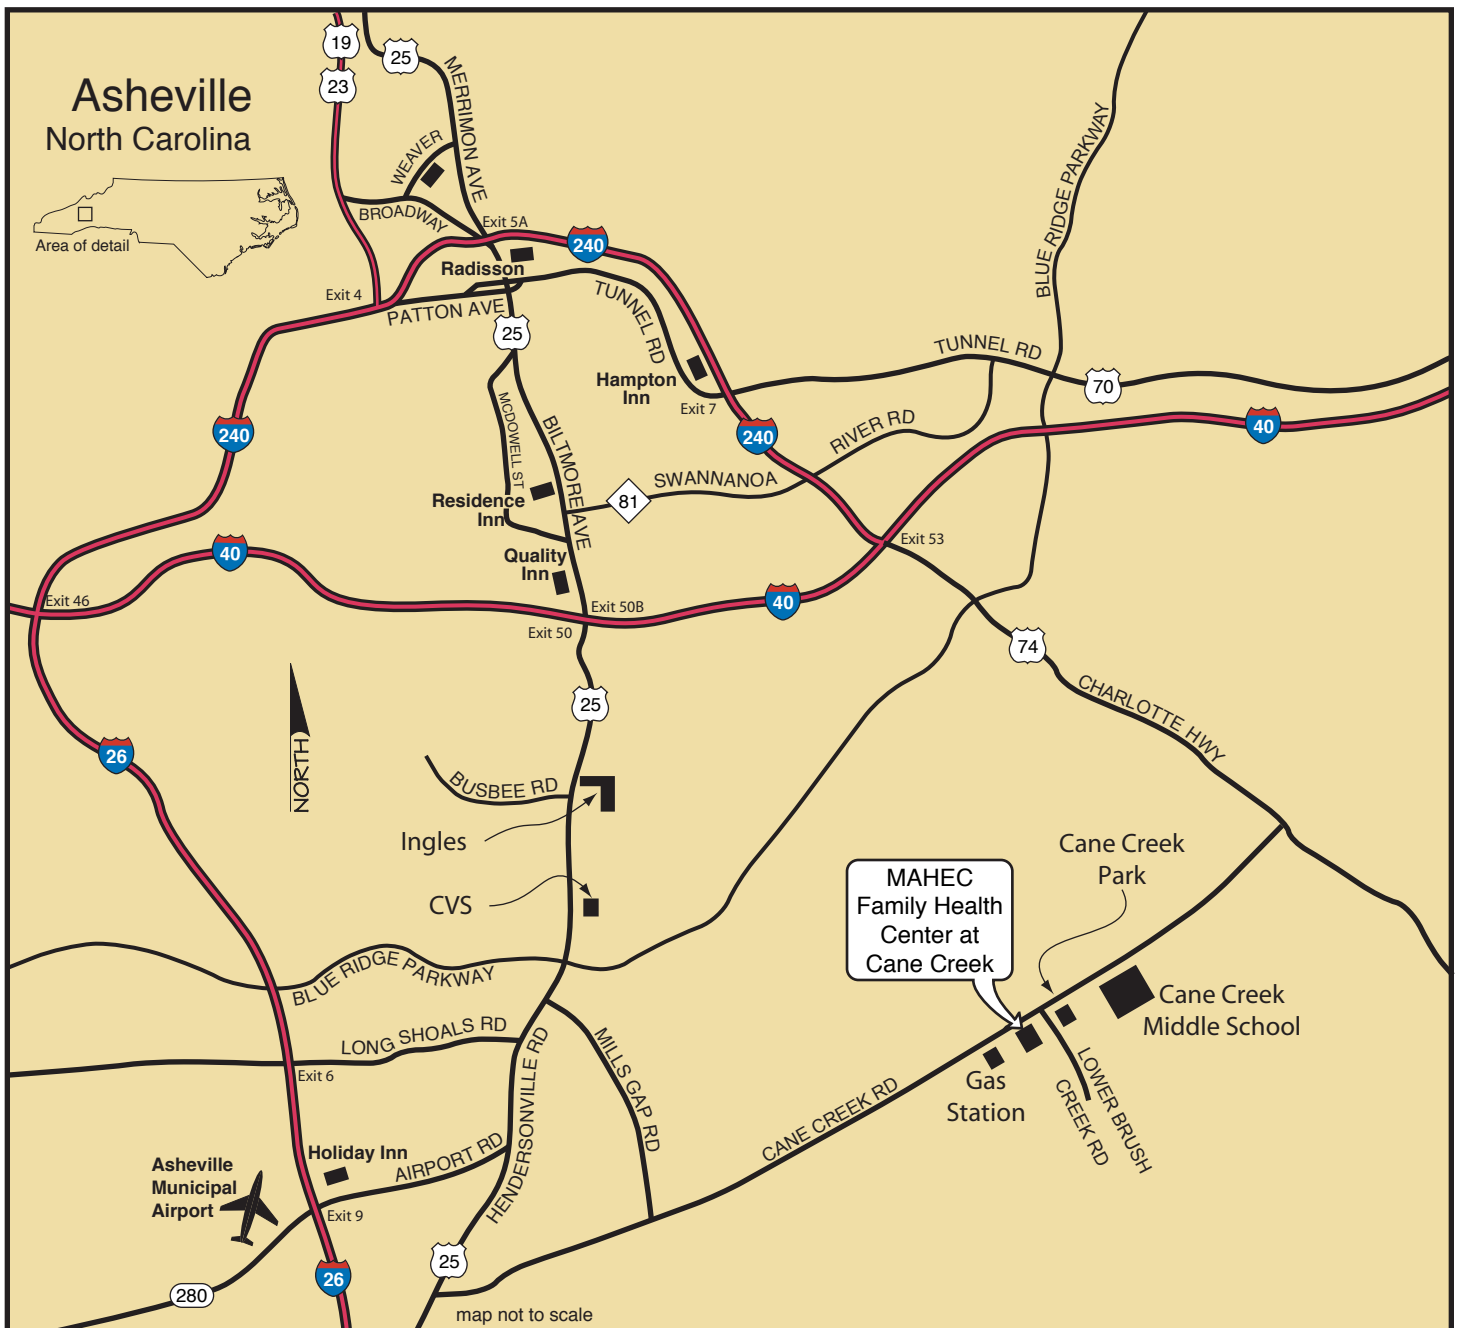 19
25
23
Asheville
North Carolina
Area of detail
MERRIMON AVE
WEAVER
BROADWAY
Exit 5A
240
Radisson
Exit 4
PATTON AVE
TUNNEL RD
25
BLUE RIDGE PARKWAY
TUNNEL RD
Hampton
Inn
Exit 7
70
240
240
40
MCDOWELL ST
BILTMORE AVE
RIVER RD
SWANNANOA
81
Residence
Inn
Quality
Inn
40
Exit 53
Exit 46
Exit 50B
40
Exit 50
74
CHARLOTTE HWY
25
26
NORTH
BUSBEE RD
Ingles
CVS
Cane Creek
Park
MAHEC
Family Health
Center at
Cane Creek
BLUE RIDGE PARKWAY
Cane Creek
Middle School
LONG SHOALS RD
Exit 6
HENDERSONVILLE RD
MILLS GAP RD
Gas
Station
LOWER BRUSH
CREEK RD
CANE CREEK RD
Holiday Inn
AIRPORT RD
Asheville
Municipal
Airport
Exit 9
25
26
280
map not to scale